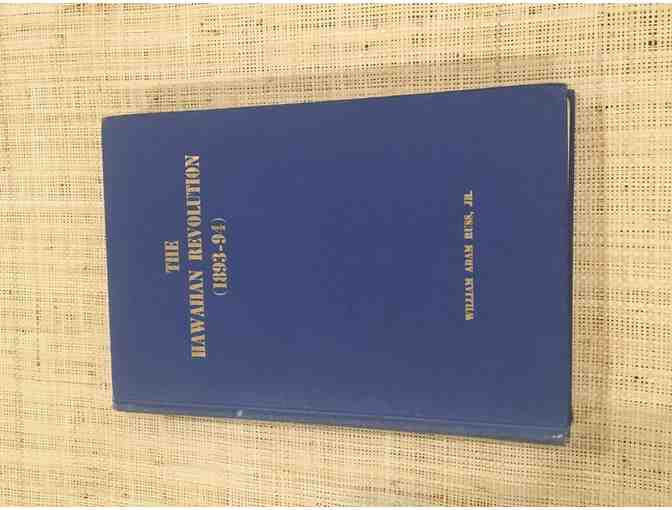 THE
HAWAIIAN REVOLUTION
(1893-94)
WILLIAM ADAM RUSS, JR.